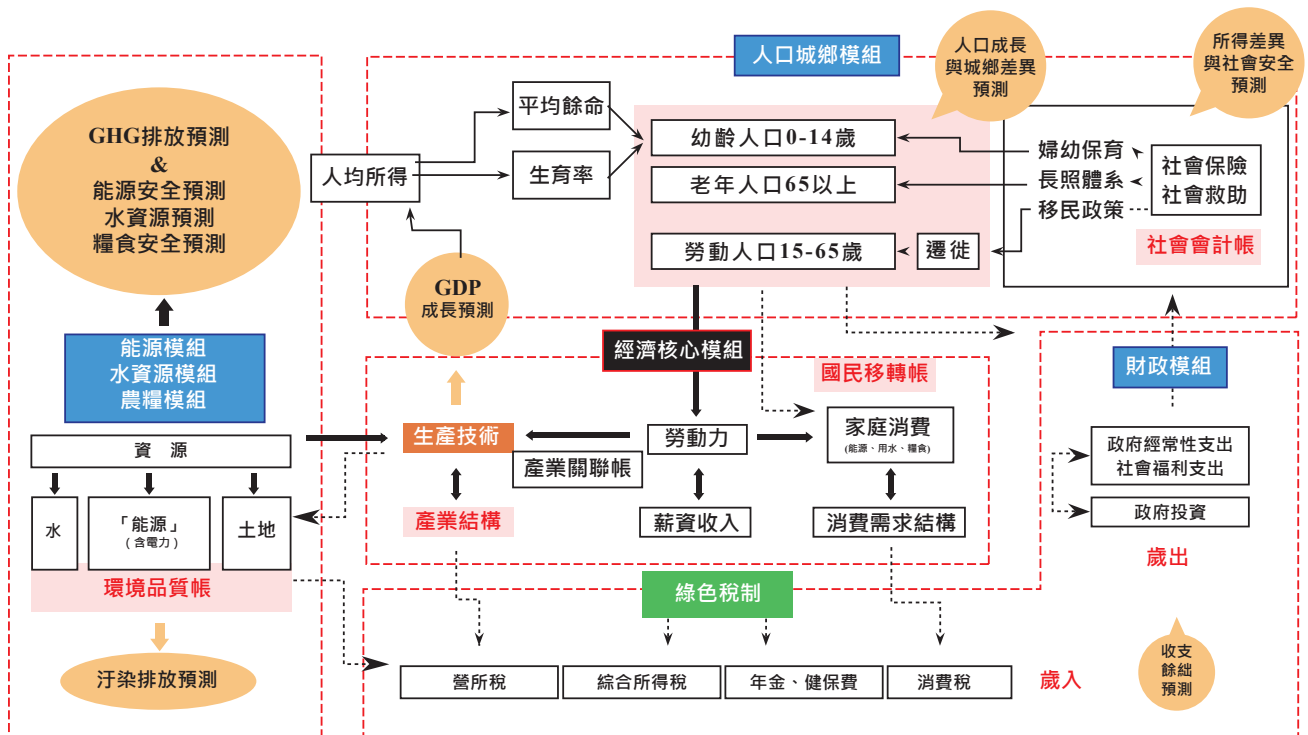 人口城鄉模組
人口成長
與城鄉差異
預測
所得差異
與社會安全
預測
GHG排放預測
&
能源安全預測
水資源預測
糧食安全預測
人均所得
平均餘命
生育率
幼齡人口0-14歲
老年人口65以上
勞動人口15-65歲
遷徙
婦幼保育
長照體系
移民政策
社會保險
社會救助
社會會計帳
GDP
成長預測
能源模組
水資源模組
農糧模組
經濟核心模組
國民移轉帳
財政模組
資 源
水
「能源」
(含電力)
土地
環境品質帳
汙染排放預測
生產技術
產業關聯帳
勞動力
家庭消費
(能源、用水、糧食)
產業結構
薪資收入
消費需求結構
政府經常性支出
社會福利支出
政府投資
歲出
綠色稅制
營所稅
綜合所得稅
年金、健保費
消費稅
歲入
收支
餘絀
預測